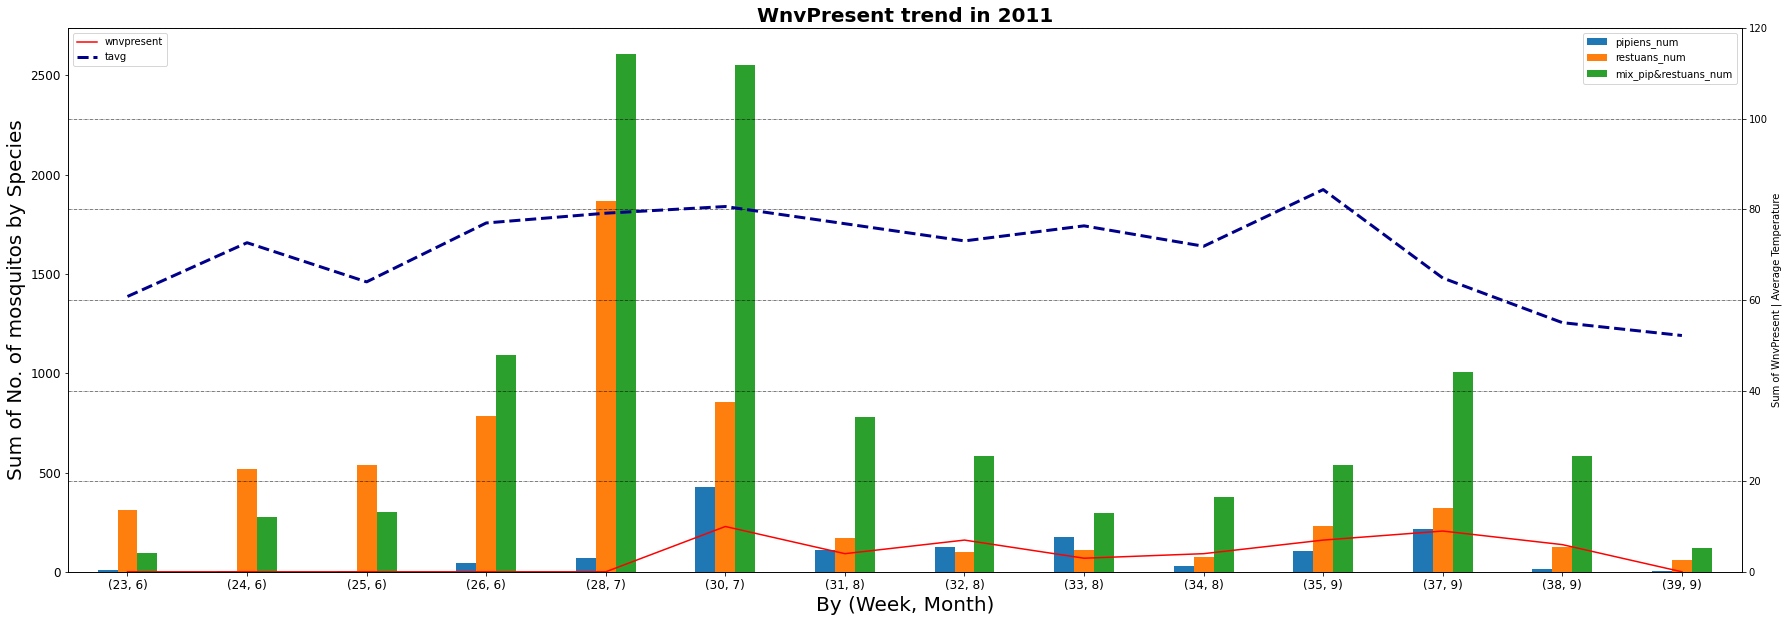 WnvPresent trend in 2011
wnvpresent
tavg
pipiens_num
restuans_num
mix_pip&restuans_num
Sum of No. of mosquitos by Species
2500
2000
1500
1000
500
0
120
100
80
60
40
20
0
Sum of WnvPresent | Average Temperature
(23, 6) (24, 6) (25, 6) (26, 6) (28, 7) (30, 7) (31, 8) (32, 8) (33, 8) (34, 8) (35, 9) (37, 9) (38, 9) (39, 9)
By (Week, Month)